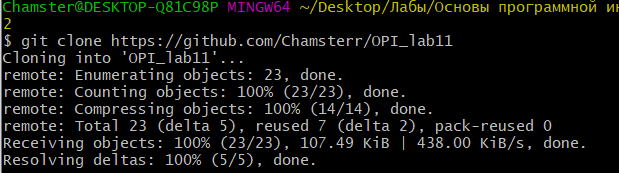 Chamster@DESKTOP-Q81C98P MINGW64 ~/Desktop/Лабы/Основы программной
2
$ git clone https://github.com/Chamsterr/OPI_lab11
Cloning into 'OPI_lab11'...
remote: Enumerating objects: 23, done.
remote: Counting objects: 100% (23/23), done.
remote: Compressing objects: 100% (14/14), done.
remote: Total 23 (delta 5), reused 7 (delta 2), pack-reused 0
Receiving objects: 100% (23/23), 107.49 KiB | 438.00 KiB/s, done.
Resolving deltas: 100% (5/5), done.